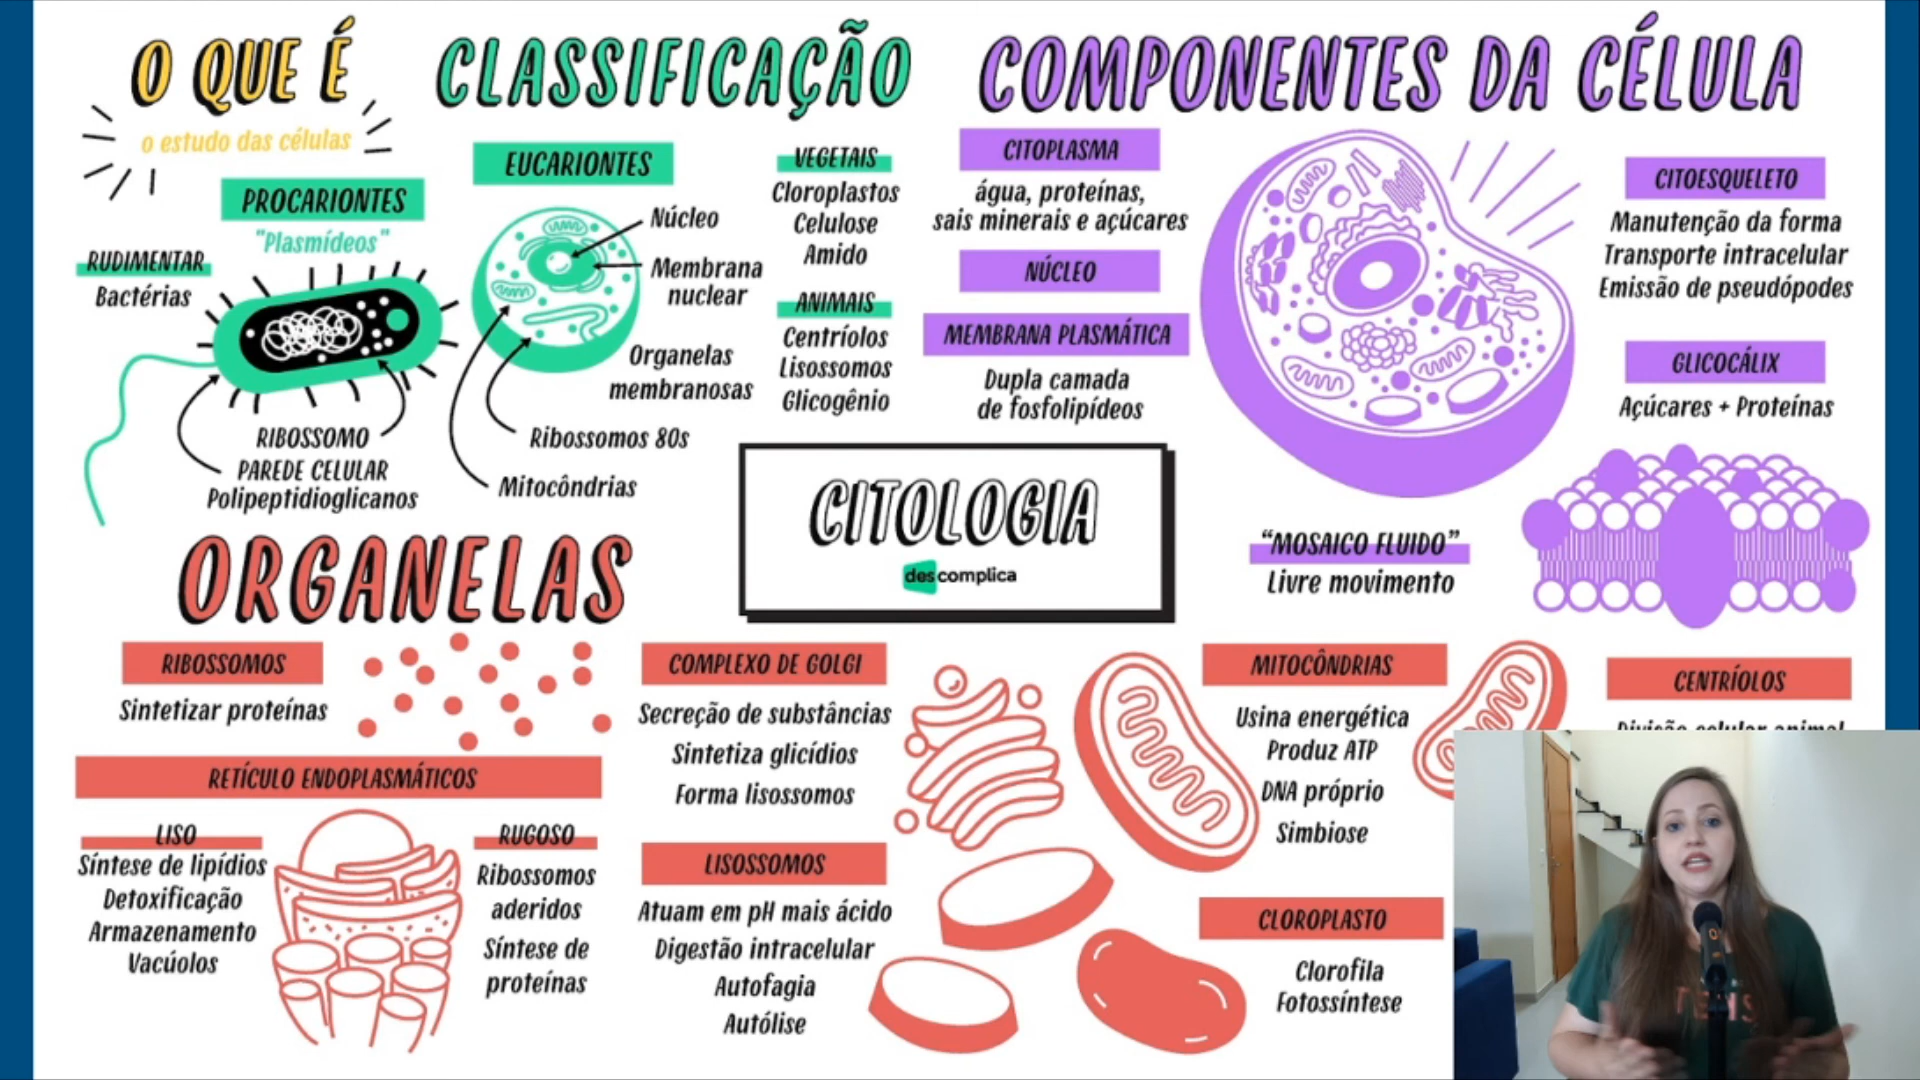 O QUE É
o estudo das células
CLASSIFICAÇÃO
PROCARIONTES
"Plasmídeos"
RUDIMENTAR
Bactérias
RIBOSSOMO
PAREDE CELULAR
Polipeptidioglicanos
EUCARIONTES
Núcleo
Membrana
nuclear
Organelas
membranosas
Ribossomos 80s
Mitocôndrias
VEGETAIS
Cloroplastos
Celulose
Amido
ANIMAIS
Centríolos
Lisossomos
Glicogênio
COMPONENTES DA CÉLULA
CITOPLASMA
água, proteínas,
sais minerais e açúcares
NÚCLEO
MEMBRANA PLASMÁTICA
Dupla camada
de fosfolipídeos
CITOESQUELETO
Manutenção da forma
Transporte intracelular
Emissão de pseudópodes
GLICOCÁLIX
Açúcares + Proteínas
"MOSAICO FLUIDO"
Livre movimento
CITOLOGIA
descomplica
ORGANELAS
RIBOSSOMOS
Sintetizar proteínas
RETÍCULO ENDOPLASMÁTICOS
LISO
Síntese de lipídios
Detoxificação
Armazenamento
Vacúolos
RUGOSO
Ribossomos
aderidos
Síntese de
proteínas
COMPLEXO DE GOLGI
Secreção de substâncias
Sintetiza glicídios
Forma lisossomos
LISOSSOMOS
Atuam em pH mais ácido
Digestão intracelular
Autofagia
Autólise
MITOCÔNDRIAS
Usina energética
Produz ATP
DNA próprio
Simbiose
CLOROPLASTO
Clorofila
Fotossíntese
CENTRÍOLOS
Divisão celular animal